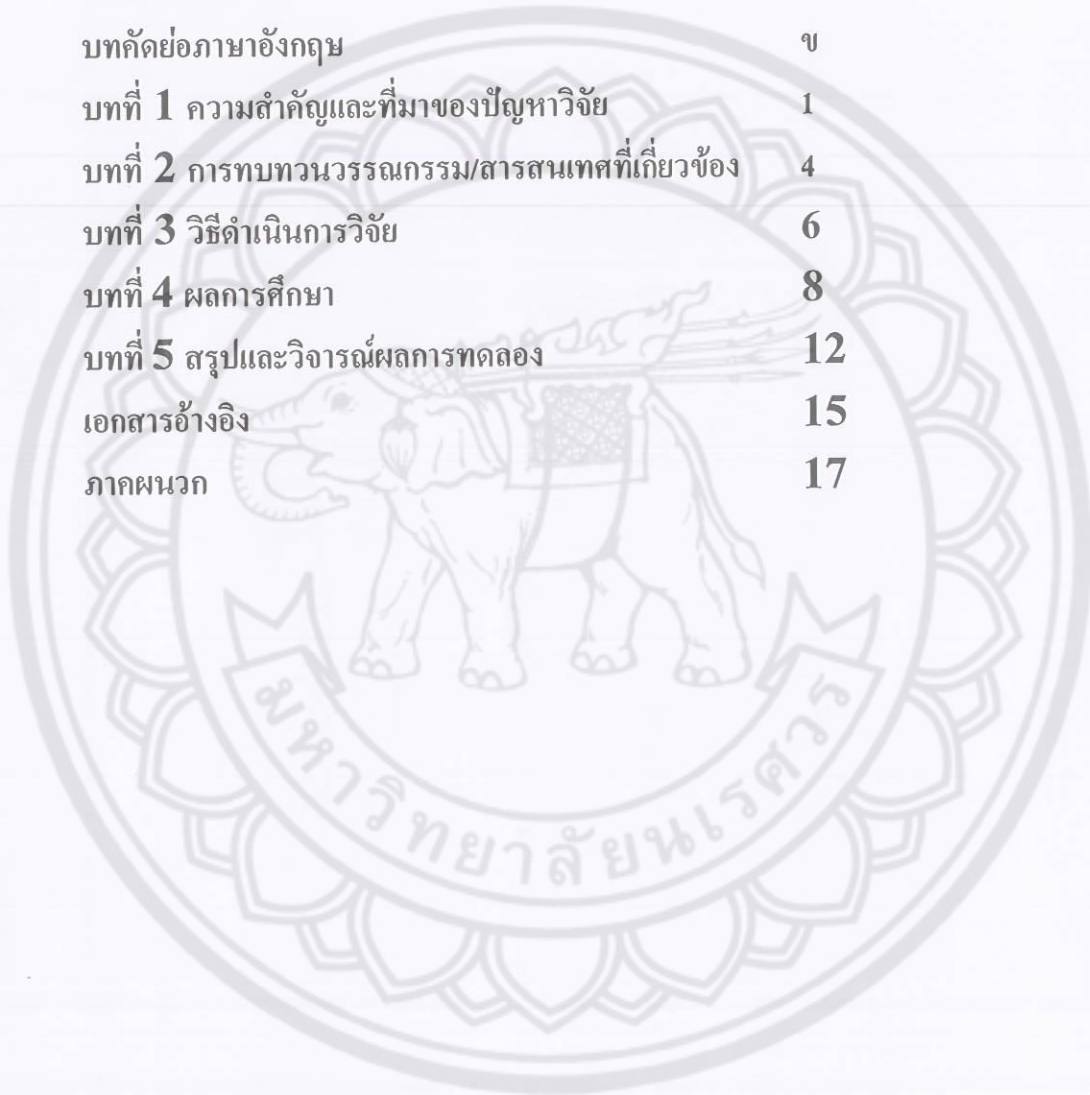 บทคัดย่อภาษาอังกฤษ ข
บทที่ 1 ความสำคัญและที่มาของปัญหาวิจัย 1
บทที่ 2 การทบทวนวรรณกรรม/สารสนเทศที่เกี่ยวข้อง 4
บทที่ 3 วิธีดำเนินการวิจัย 6
บทที่ 4 ผลการศึกษา 8
บทที่ 5 สรุปและวิจารณ์ผลการทดลอง 12
เอกสารอ้างอิง 15
ภาคผนวก 17
มหาวิทยาลัยนเรศวร